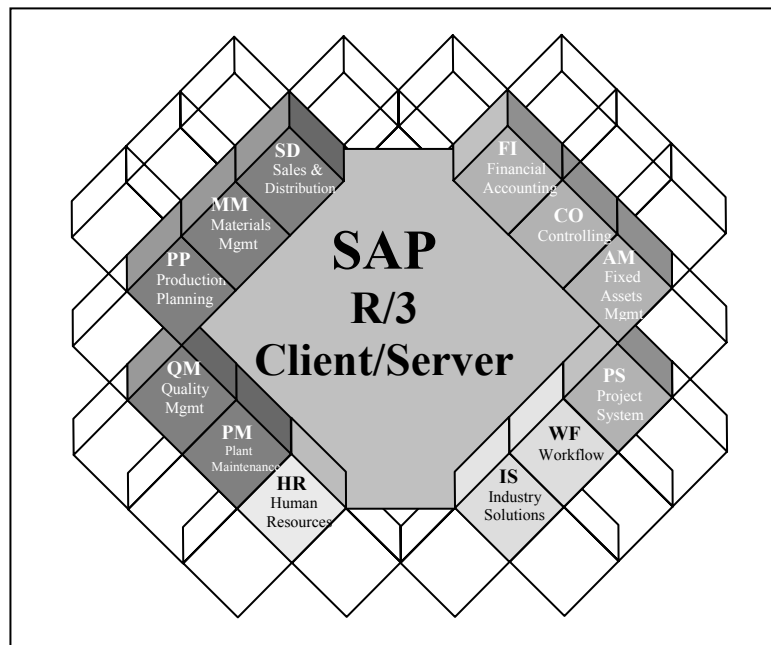 SD
Sales &
Distribution
MM
Materials
Mgmt
PP
Production
Planning
FI
Financial
Accounting
CO
Controlling
AM
Fixed
Assets
Mgmt
SAP
R/3
Client/Server
QM
Quality
Mgmt
PM
Plant
Maintenance
HR
Human
Resources
PS
Project
System
WF
Workflow
IS
Industry
Solutions